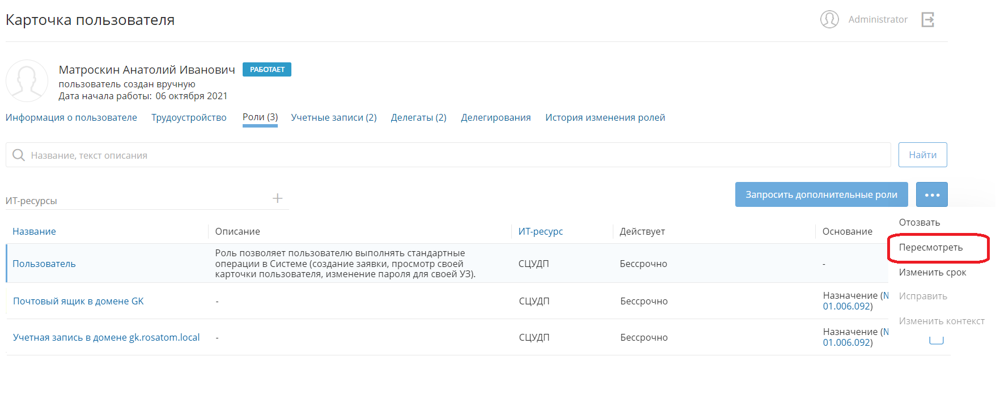 Карточка пользователя
Administrator
Матроскин Анатолий Иванович
РАБОТАЕТ
пользователь создан вручную
Дата начала работы: 06 октября 2021
Информация о пользователе Трудоустройство Роли (3) Учетные записи (2) Делегаты (2) Делегирования История изменения ролей
Название, текст описания
Найти
ИТ-ресурсы
Запросить дополнительные роли
Отозвать
Пересмотреть
Изменить срок
Исправить
Изменить контекст
Название Описание ИТ-ресурс Действует Основание
Пользователь
Роль позволяет пользователю выполнять стандартные
операции в Системе (создание заявки, просмотр своей
карточки пользователя, изменение пароля для своей УЗ).
СЦУДП Бессрочно -
Почтовый ящик в домене GK - СЦУДП Бессрочно
Назначение (N
01.006.092)
Учетная запись в домене gk.rosatom.local - СЦУДП Бессрочно
Назначение (N
01.006.092)